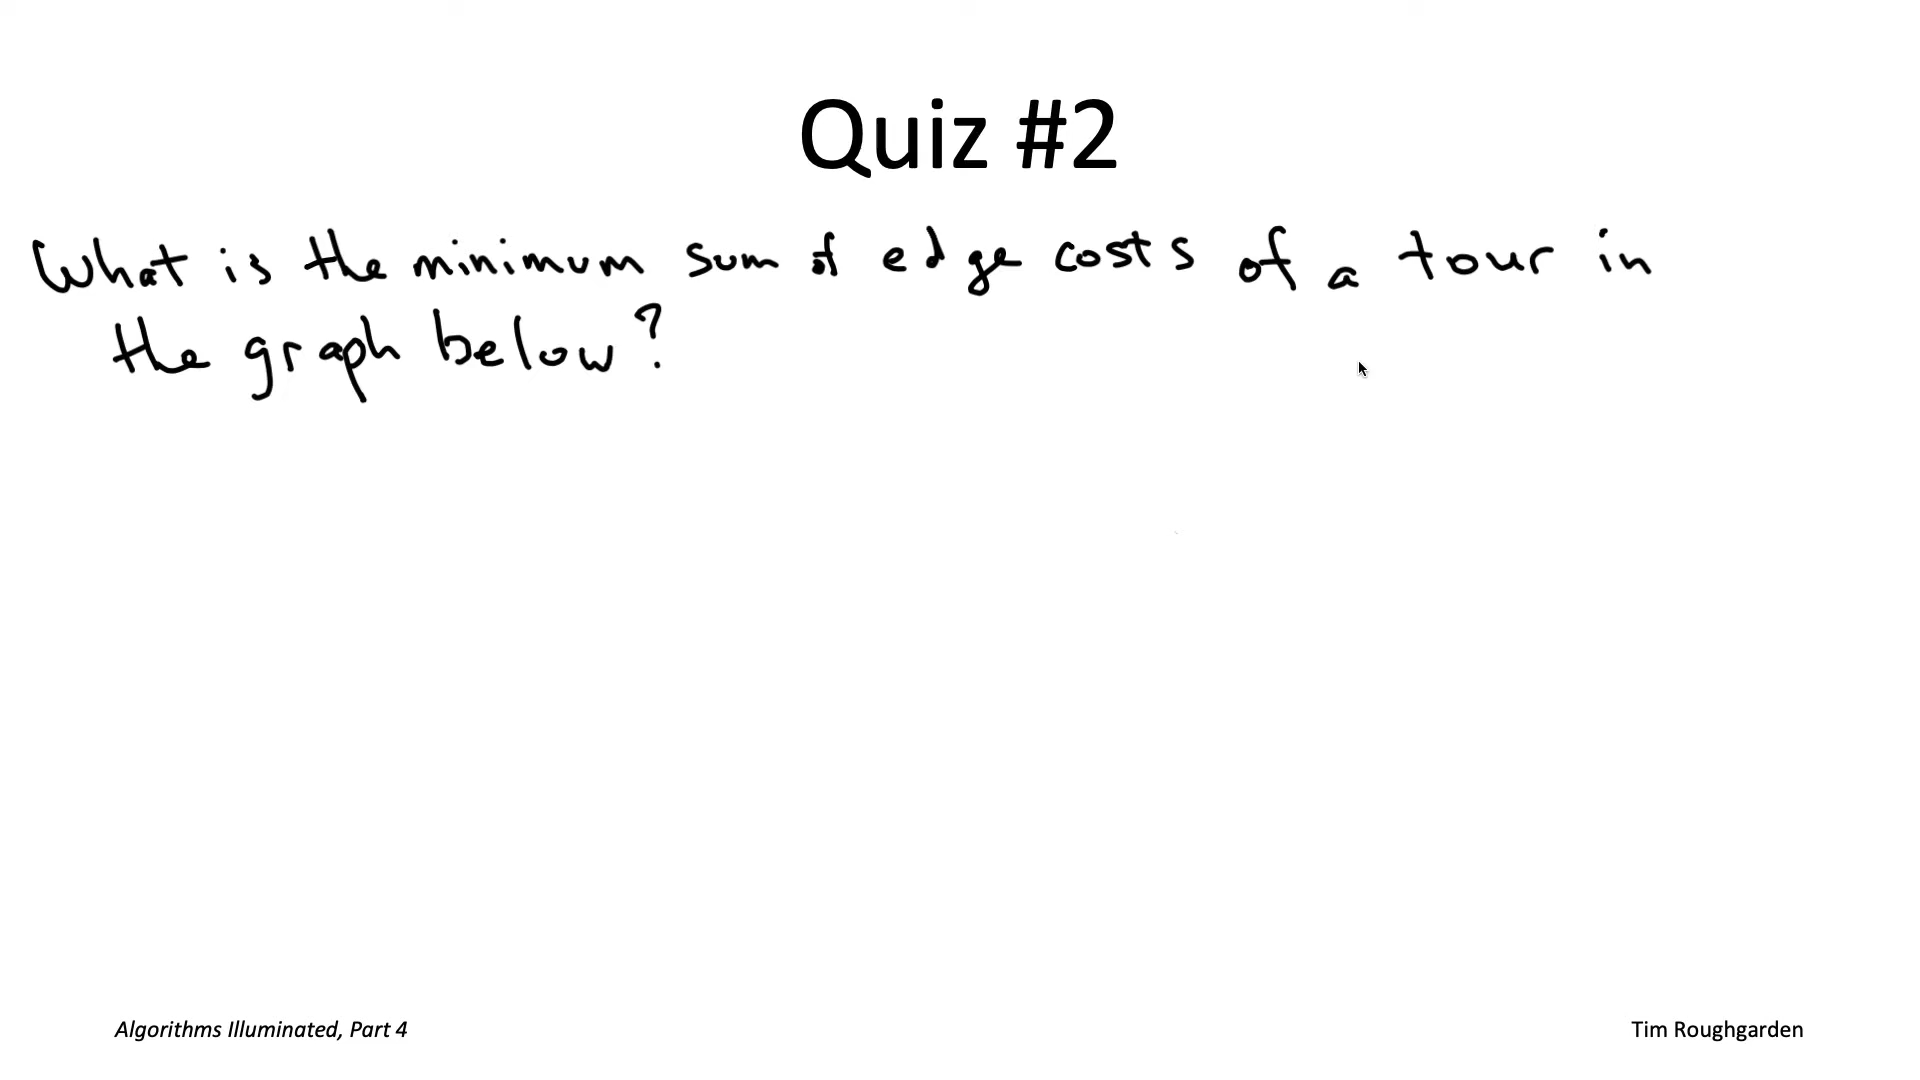 Quiz #2
What is the minimum sum of edge costs of a tour in
the graph below?
Algorithms Illuminated, Part 4
Tim Roughgarden